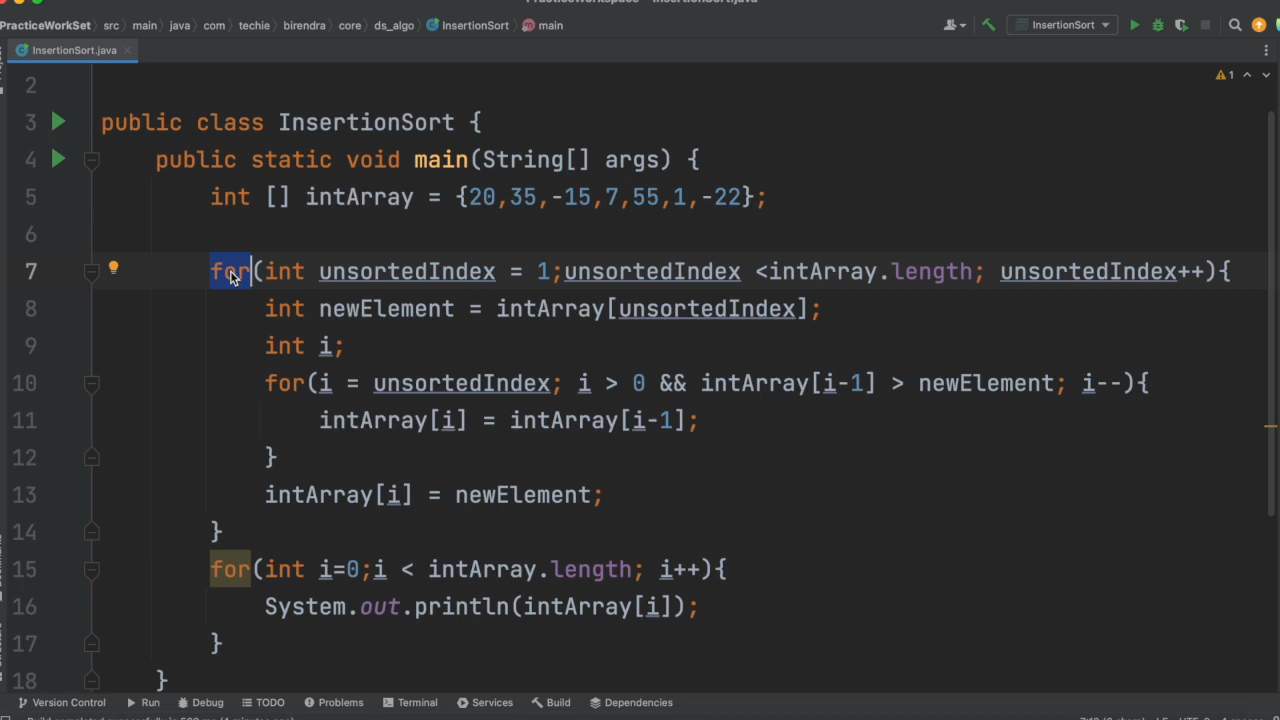 PracticeWorkSet src main java com techie birendra core ds_algo InsertionSort main InsertionSort
InsertionSort.java
1
2
3 public class InsertionSort {
4 public static void main(String[] args) {
5 int [] intArray = {20,35,-15,7,55,1,-22};
6
7 for(int unsortedIndex = 1;unsortedIndex <intArray.length; unsortedIndex++){
8 int newElement = intArray[unsortedIndex];
9 int i;
10 for(i = unsortedIndex; i > 0 && intArray[i-1] > newElement; i--){
11 intArray[i] = intArray[i-1];
12 }
13 intArray[i] = newElement;
14 }
15 for(int i=0;i < intArray.length; i++){
16 System.out.println(intArray[i]);
17 }
18 }
Version Control Run Debug TODO Problems Terminal Services Build Dependencies